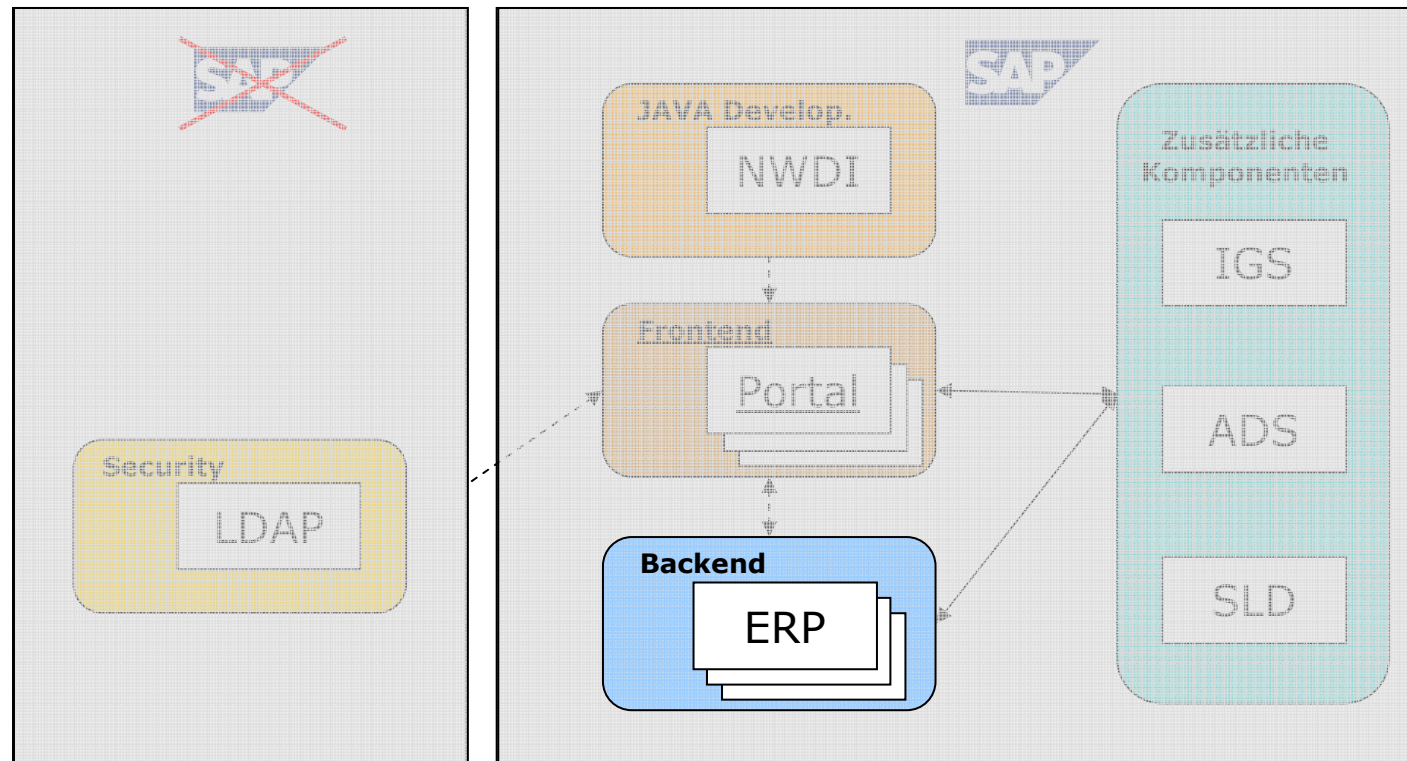 SAP
SAP
JAVA Develop.
NWDI
Zusätzliche
Komponenten
IGS
Frontend
Portal
ADS
Security
LDAP
Backend
ERP
SLD